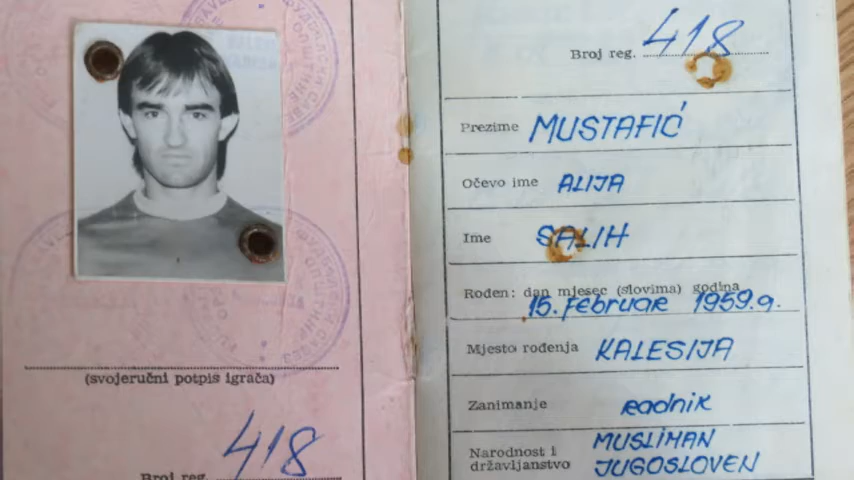 (svojeručni potpis igrača)
Broj reg. 418
Broj reg. 418
Prezime MUSTAFIĆ
Očevo ime ALIJA
Ime SALIH
Rođen: dan mjesec (slovima) godina
15. februar 1959.g.
Mjesto rođenja KALESIJA
Zanimanje radnik
Narodnost i državljanstvo
MUSLIMAN
JUGOSLOVEN